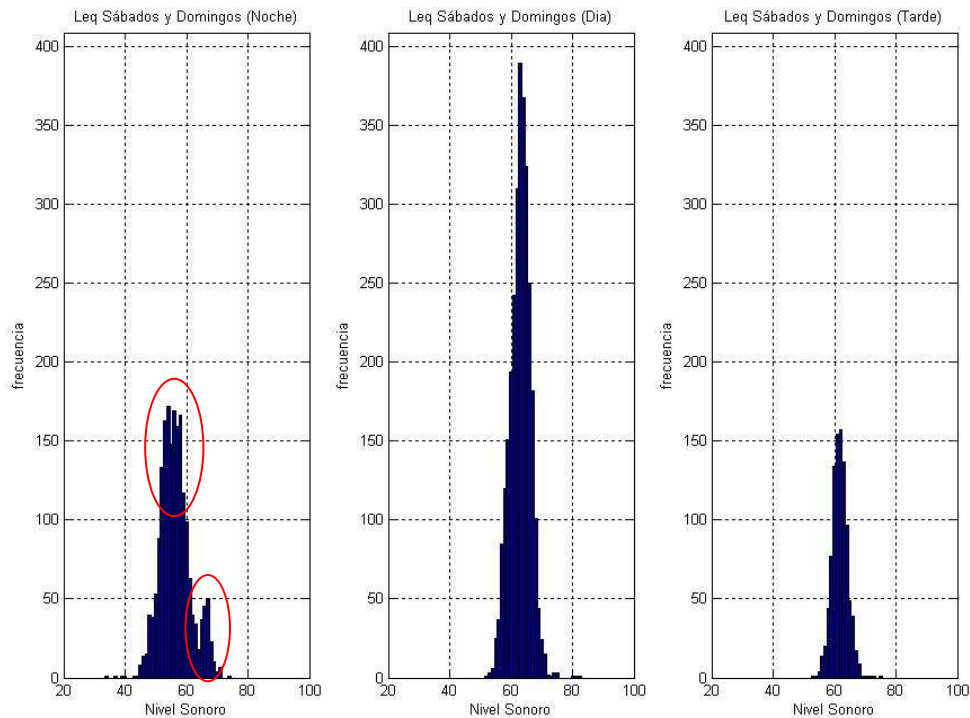 Leq Sábados y Domingos (Noche)
400
350
300
250
200
150
100
50
0
20 40 60 80 100
frecuencia
Nivel Sonoro
Leq Sábados y Domingos (Dia)
400
350
300
250
200
150
100
50
0
20 40 60 80 100
frecuencia
Nivel Sonoro
Leq Sábados y Domingos (Tarde)
400
350
300
250
200
150
100
50
0
20 40 60 80 100
frecuencia
Nivel Sonoro